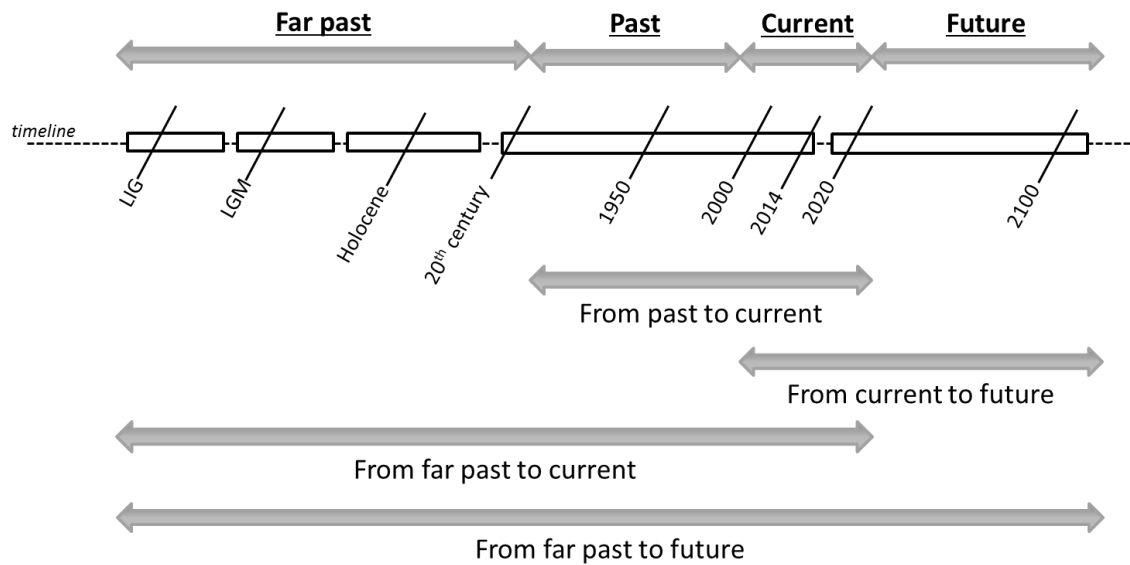 Far past
Past
Current
Future
timeline
LIG
LGM
Holocene
20th century
1950
2000
2014
2020
2100
From past to current
From current to future
From far past to current
From far past to future